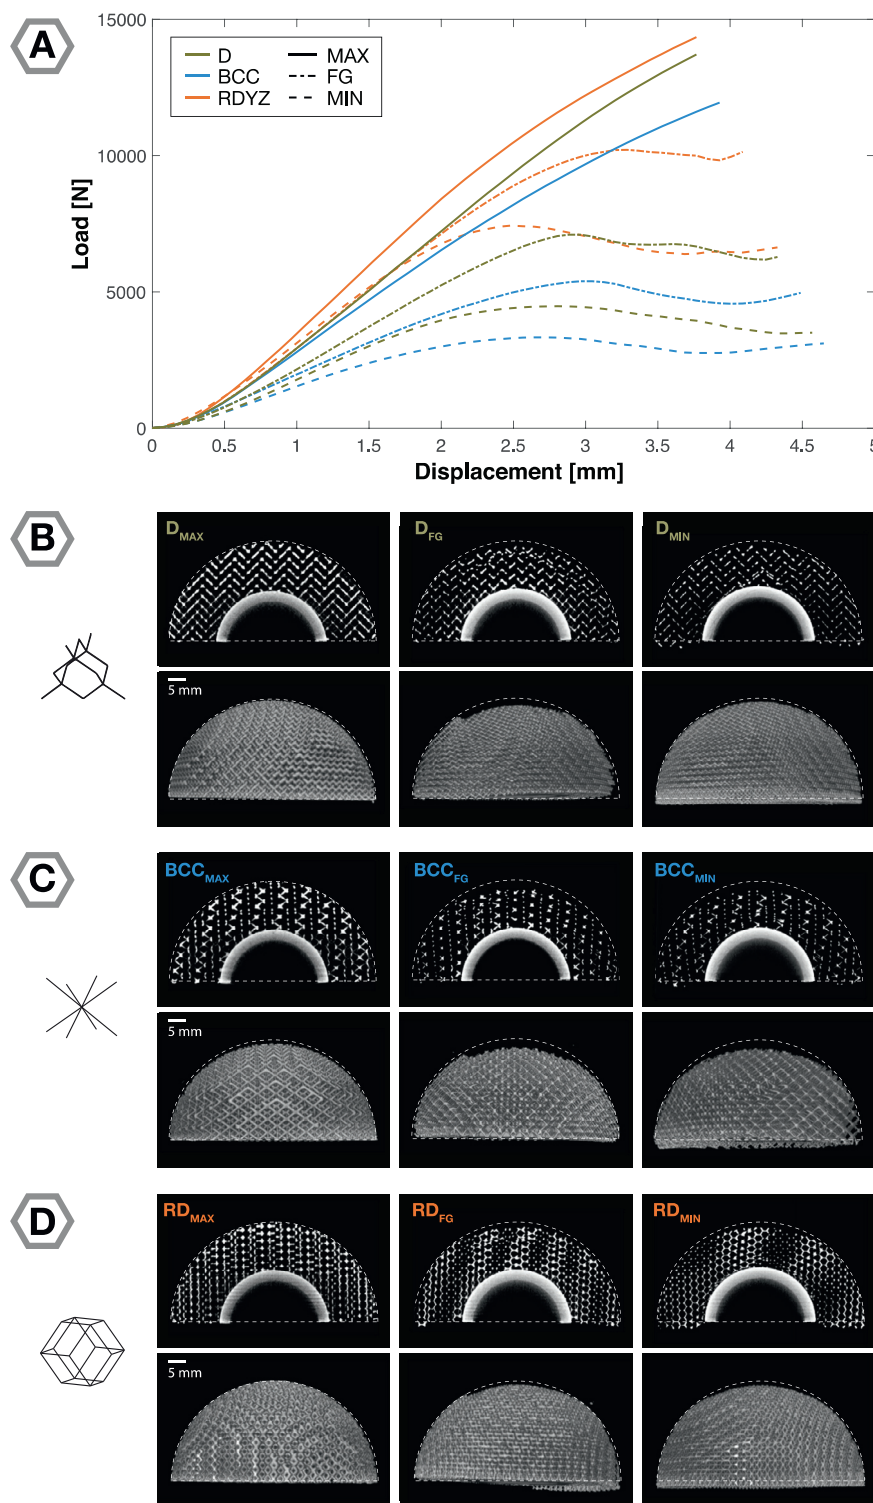 A
15000
10000
5000
0
Load [N]
D
MAX
BCC
FG
RDYZ
MIN
0
0.5
1
1.5
2
2.5
3
3.5
4
4.5
5
Displacement [mm]
B
DMAX
DFG
DMIN
5 mm
C
BCCMAX
BCCFG
BCCMIN
5 mm
D
RDMAX
RDFG
RDMIN
5 mm